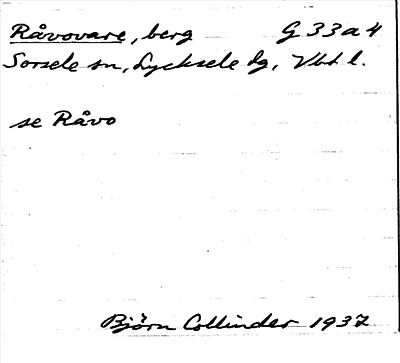 Råvovare, berg G 33 a 4
Sorsele sn, Lycksele lg, Vbt l.
se Råvo
Björn Collinder 1937